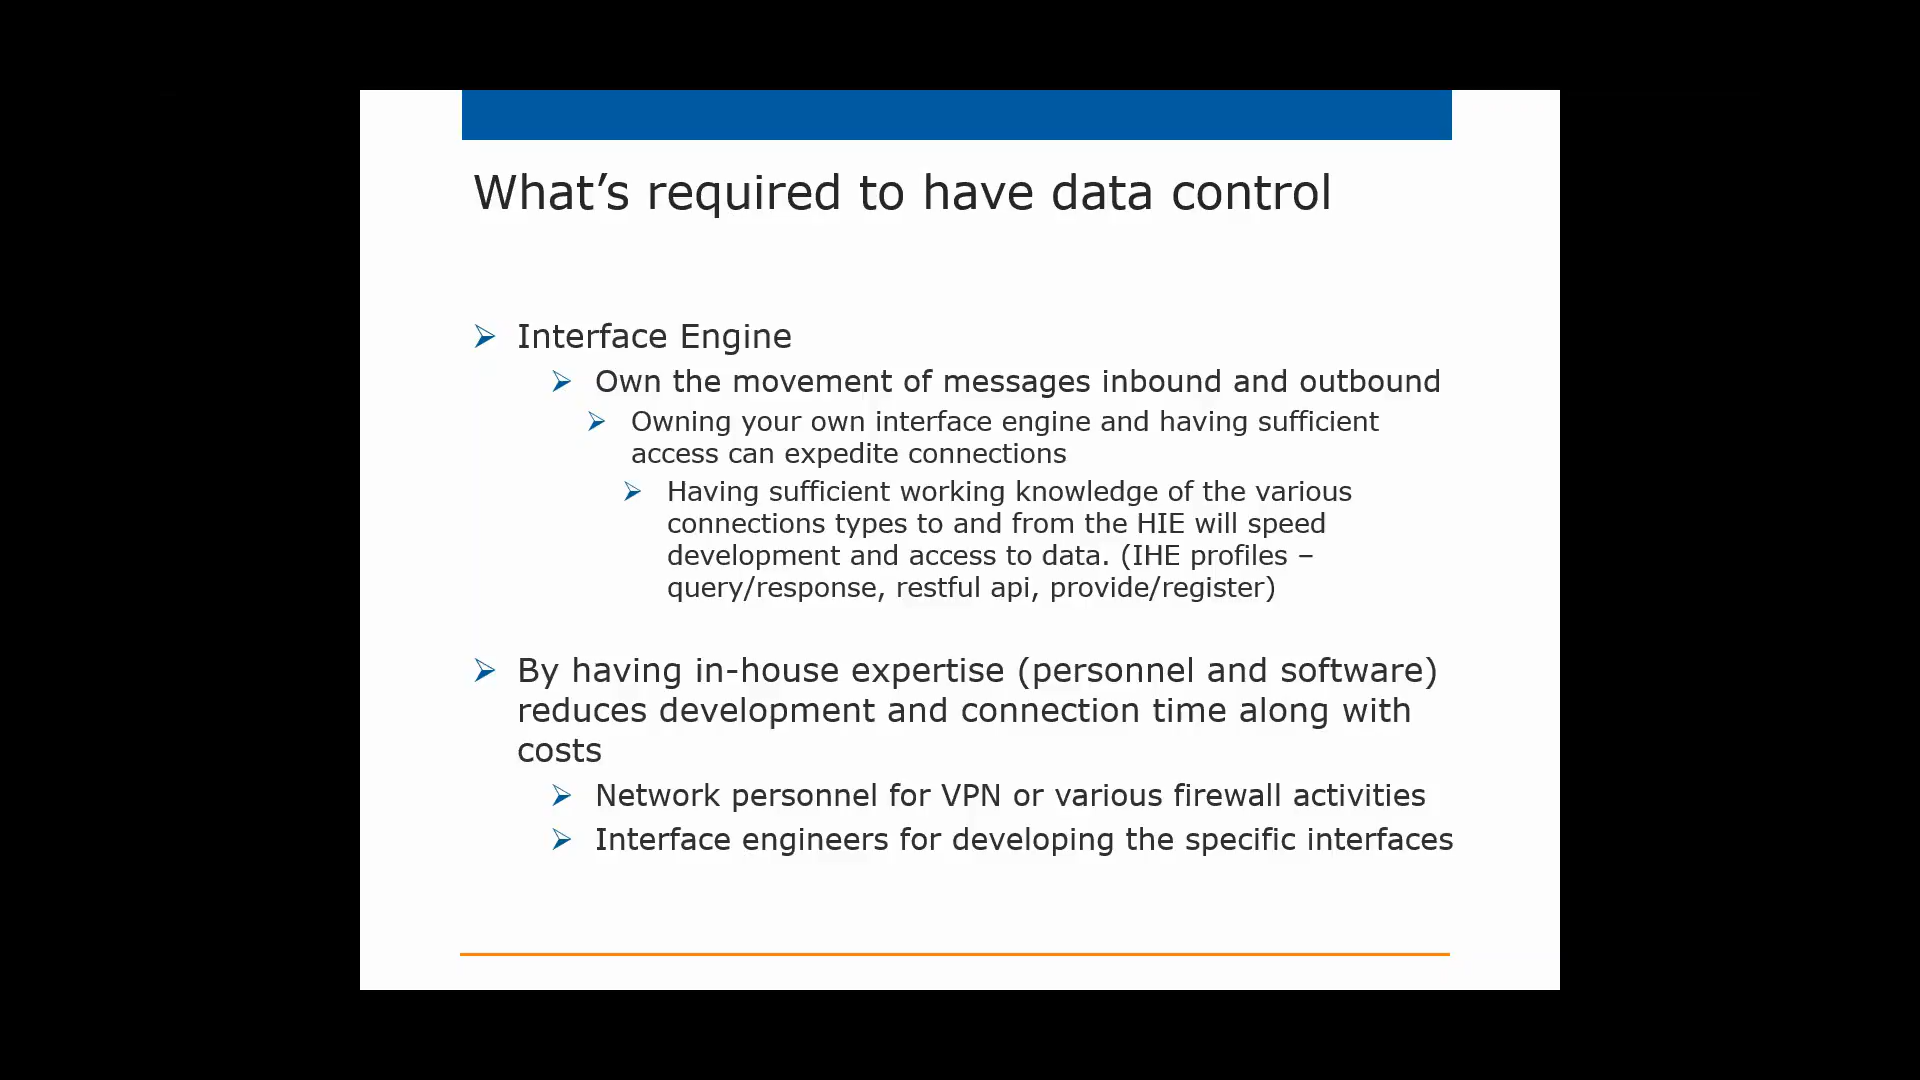 What’s required to have data control
Interface Engine
Own the movement of messages inbound and outbound
Owning your own interface engine and having sufficient
access can expedite connections
Having sufficient working knowledge of the various
connections types to and from the HIE will speed
development and access to data. (IHE profiles –
query/response, restful api, provide/register)
By having in-house expertise (personnel and software)
reduces development and connection time along with
costs
Network personnel for VPN or various firewall activities
Interface engineers for developing the specific interfaces